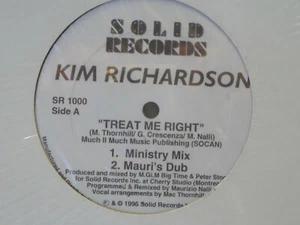 SOLID
RECORDS
KIM RICHARDSON
SR 1000
Side A
"TREAT ME RIGHT"
(M. Thornhill/ G. Crescenza/ M. Nalli)
Much II Much Music Publishing (SOCAN)
1. Ministry Mix
2. Mauri's Dub
Produced and mixed by M.G.M Big Time & Peter
for Solid Records Inc. at Cherry Studio (Montre
Programmed & Remixed by Maurizio Nalli
Vocal arrangements by Mac Thornhill
℗ & © 1996 Solid Records